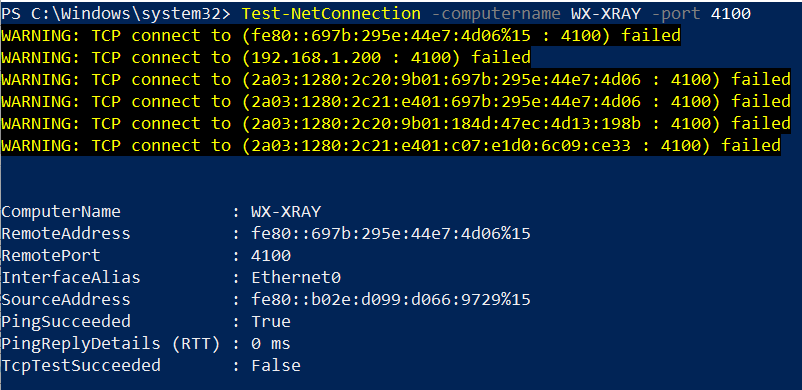 PS C:\Windows\system32> Test-NetConnection -computername WX-XRAY -port 4100
WARNING: TCP connect to (fe80::697b:295e:44e7:4d06%15 : 4100) failed
WARNING: TCP connect to (192.168.1.200 : 4100) failed
WARNING: TCP connect to (2a03:1280:2c20:9b01:697b:295e:44e7:4d06 : 4100) failed
WARNING: TCP connect to (2a03:1280:2c21:e401:697b:295e:44e7:4d06 : 4100) failed
WARNING: TCP connect to (2a03:1280:2c20:9b01:184d:47ec:4d13:198b : 4100) failed
WARNING: TCP connect to (2a03:1280:2c21:e401:c07:e1d0:6c09:ce33 : 4100) failed
ComputerName : WX-XRAY
RemoteAddress : fe80::697b:295e:44e7:4d06%15
RemotePort : 4100
InterfaceAlias : Ethernet0
SourceAddress : fe80::b02e:d099:d066:9729%15
PingSucceeded : True
PingReplyDetails (RTT) : 0 ms
TcpTestSucceeded : False